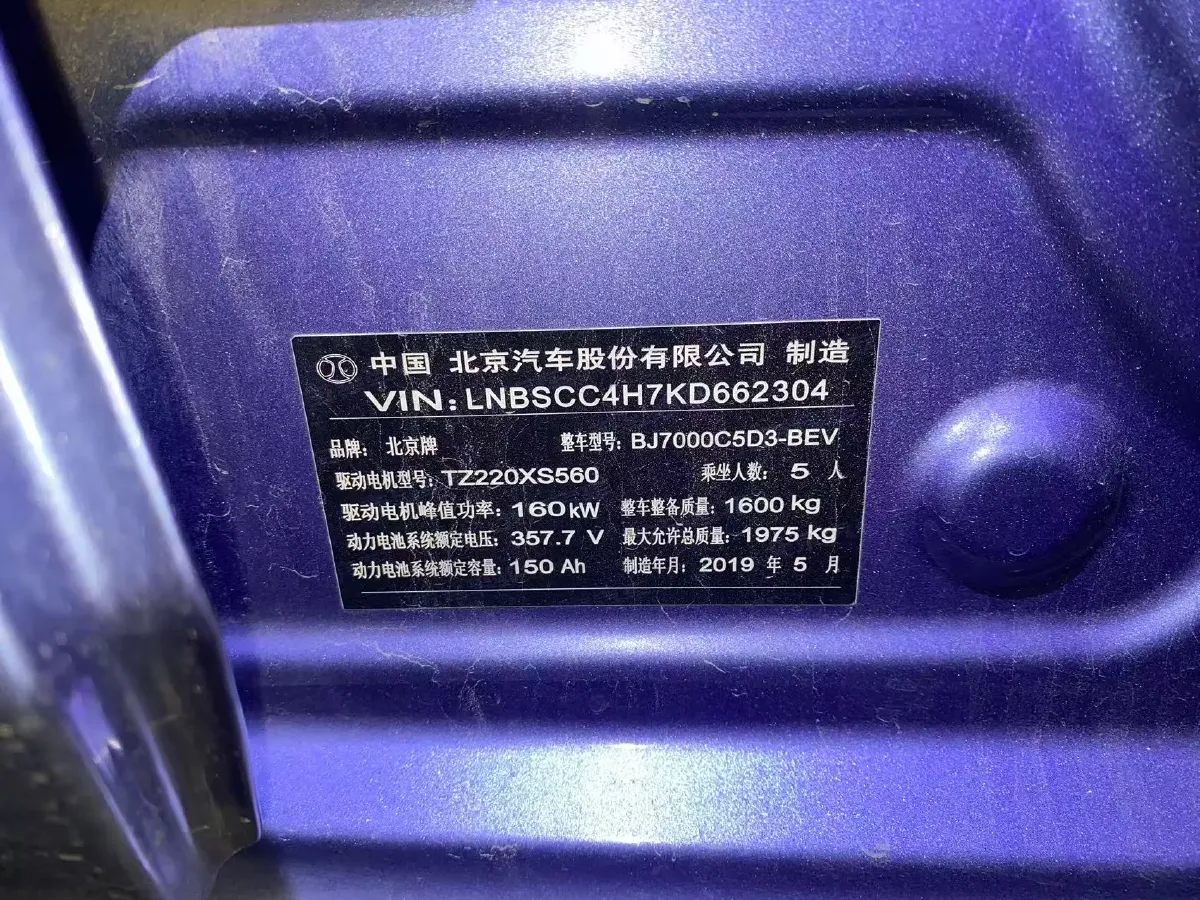 中国 北京汽车股份有限公司 制造
VIN: LNBSCC4H7KD662304
品牌: 北京牌 整车型号: BJ7000C5D3-BEV
驱动电机型号: TZ220XS560 乘坐人数: 5 人
驱动电机峰值功率: 160kW 整车整备质量: 1600 kg
动力电池系统额定电压: 357.7 V 最大允许总质量: 1975 kg
动力电池系统额定容量: 150 Ah 制造年月: 2019 年 5 月